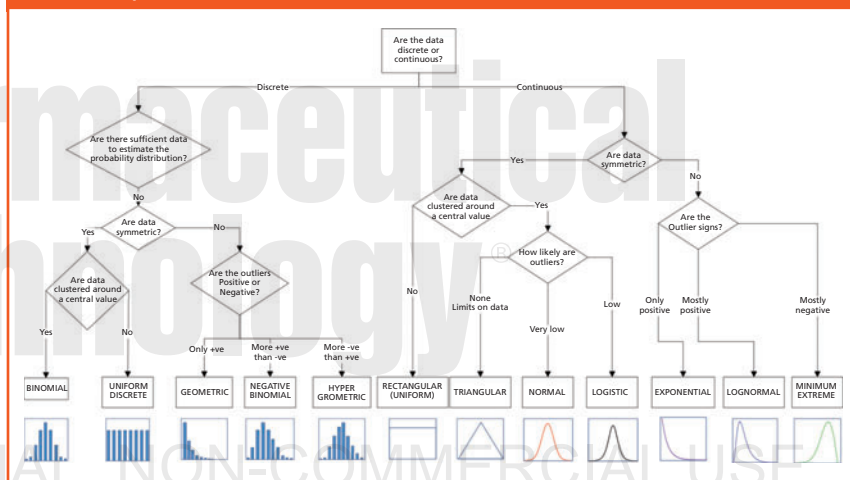 Are the data
discrete or
continuous?
Discrete
Continuous
Are there sufficient data
to estimate the
probability distribution?
Are data
symmetric?
Yes
No
No
Are data
clustered around
a central value
Yes
Are the
Outlier signs?
Are data
symmetric?
Yes
No
How likely are
outliers?
Are data
clustered around
a central value
Are the outliers
Positive or
Negative?
No
None
Limits on data
Low
Only
positive
Mostly
positive
Mostly
negative
Very low
Yes
No
Only +ve
More +ve
than -ve
More -ve
than +ve
BINOMIAL
UNIFORM
DISCRETE
GEOMETRIC
NEGATIVE
BINOMIAL
HYPER
GROMETRIC
RECTANGULAR
(UNIFORM)
TRIANGULAR
NORMAL
LOGISTIC
EXPONENTIAL
LOGNORMAL
MINIMUM
EXTREME
rmaceutical
hnology®
NON-COMMERCIAL USE